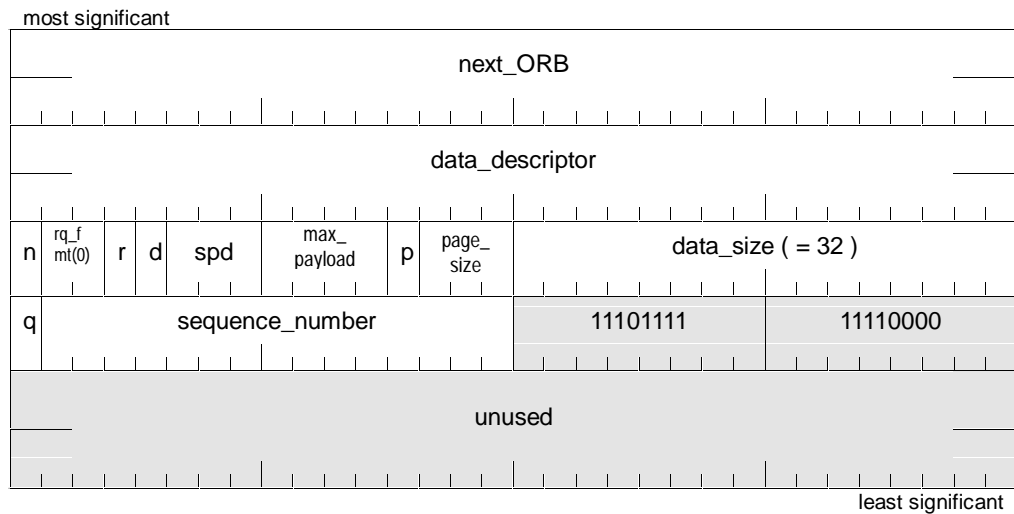 most significant
next_ORB
data_descriptor
n rq_f mt(0) r d spd max_ payload p page_ size data_size ( = 32 )
q sequence_number 11101111 11110000
unused
least significant